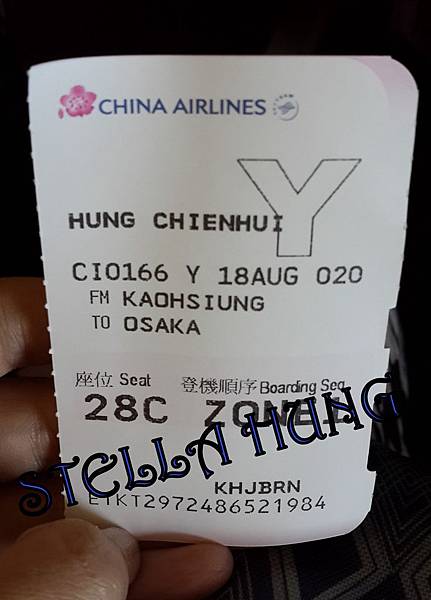 CHINA AIRLINES
Y
HUNG CHIENHUI
CI0166 Y 18AUG 020
FM KAOHSIUNG
TO OSAKA
座位 Seat 登機順序 Boarding Seq
28C
STELLA HUNG
KHJBRN
ETKT2972486521984